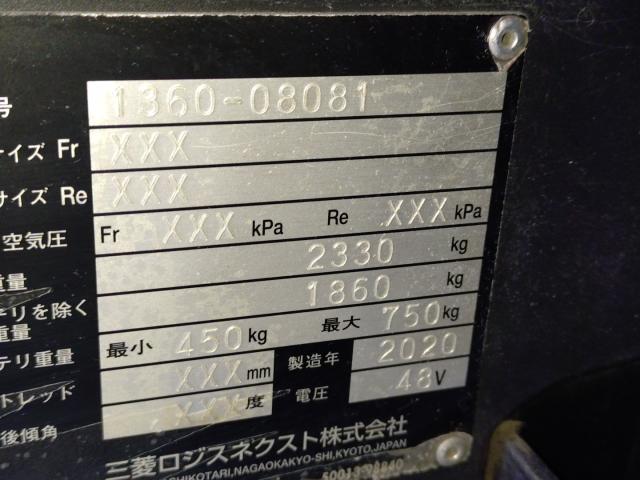 号 1360-08081
イズ Fr XXX
サイズ Re XXX
空気圧 Fr XXX kPa Re XXX kPa
重量 2330 kg
テリを除く
重量 1860 kg
テリ重量 最小 450 kg 最大 750 kg
トレッド XXX mm 製造年 2020
後傾角 XXX 度 電圧 48 V
三菱ロジスネクスト株式会社
SHIKOTARI,NAGAOKAKYO-SHI,KYOTO,JAPAN